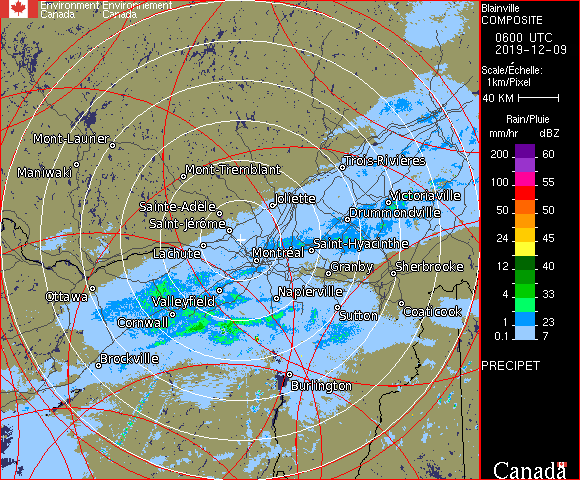 Environment Environnement
Canada Canada
Blainville
COMPOSITE
0600 UTC
2019-12-09
Scale/Échelle:
1km/Pixel
40 KM
Rain/Pluie
mm/hr dBZ
200 60
100 55
50 50
24 45
12 40
4 33
1 23
0.1 7
PRECIPET
Canada
Mont-Laurier
Maniwaki
Mont-Tremblant
Trois-Rivières
Sainte-Adele
Joliette
Victoriaville
Drummondville
Saint-Jérôme
Lachute
Montréal
Saint-Hyacinthe
Granby
Sherbrooke
Ottawa
Valleyfield
Napierville
Cornwall
Sutton
Coaticook
Brockville
Burlington